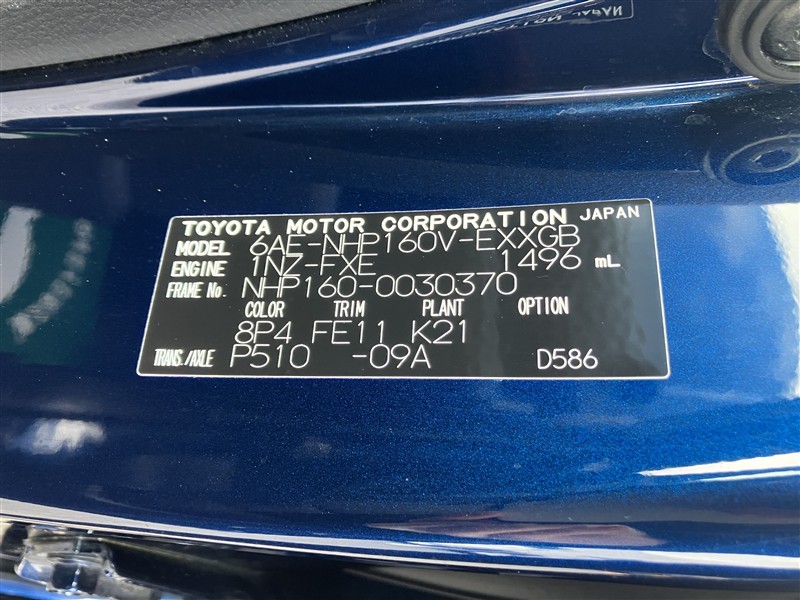 TOYOTA MOTOR CORPORATION JAPAN
MODEL 6AE-NHP160V-EXXGB
ENGINE 1NZ-FXE 1496 mL
FRAME No. NHP160-0030370
COLOR TRIM PLANT OPTION
8P4 FE11 K21
TRANS./AXLE P510 -09A D586